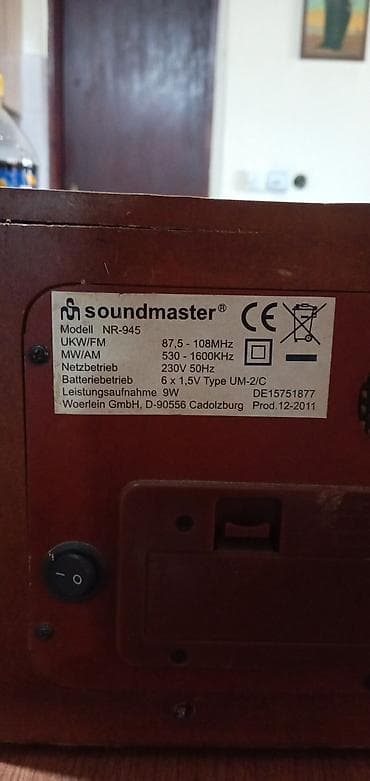 soundmaster®
Modell NR-945
UKW/FM 87,5 - 108MHz
MW/AM 530 - 1600KHz
Netzbetrieb 230V 50Hz
Batteriebetrieb 6 x 1,5V Type UM-2/C
Leistungsaufnahme 9W DE15751877
Woerlein GmbH, D-90556 Cadolzburg Prod.12-2011
CE
I O